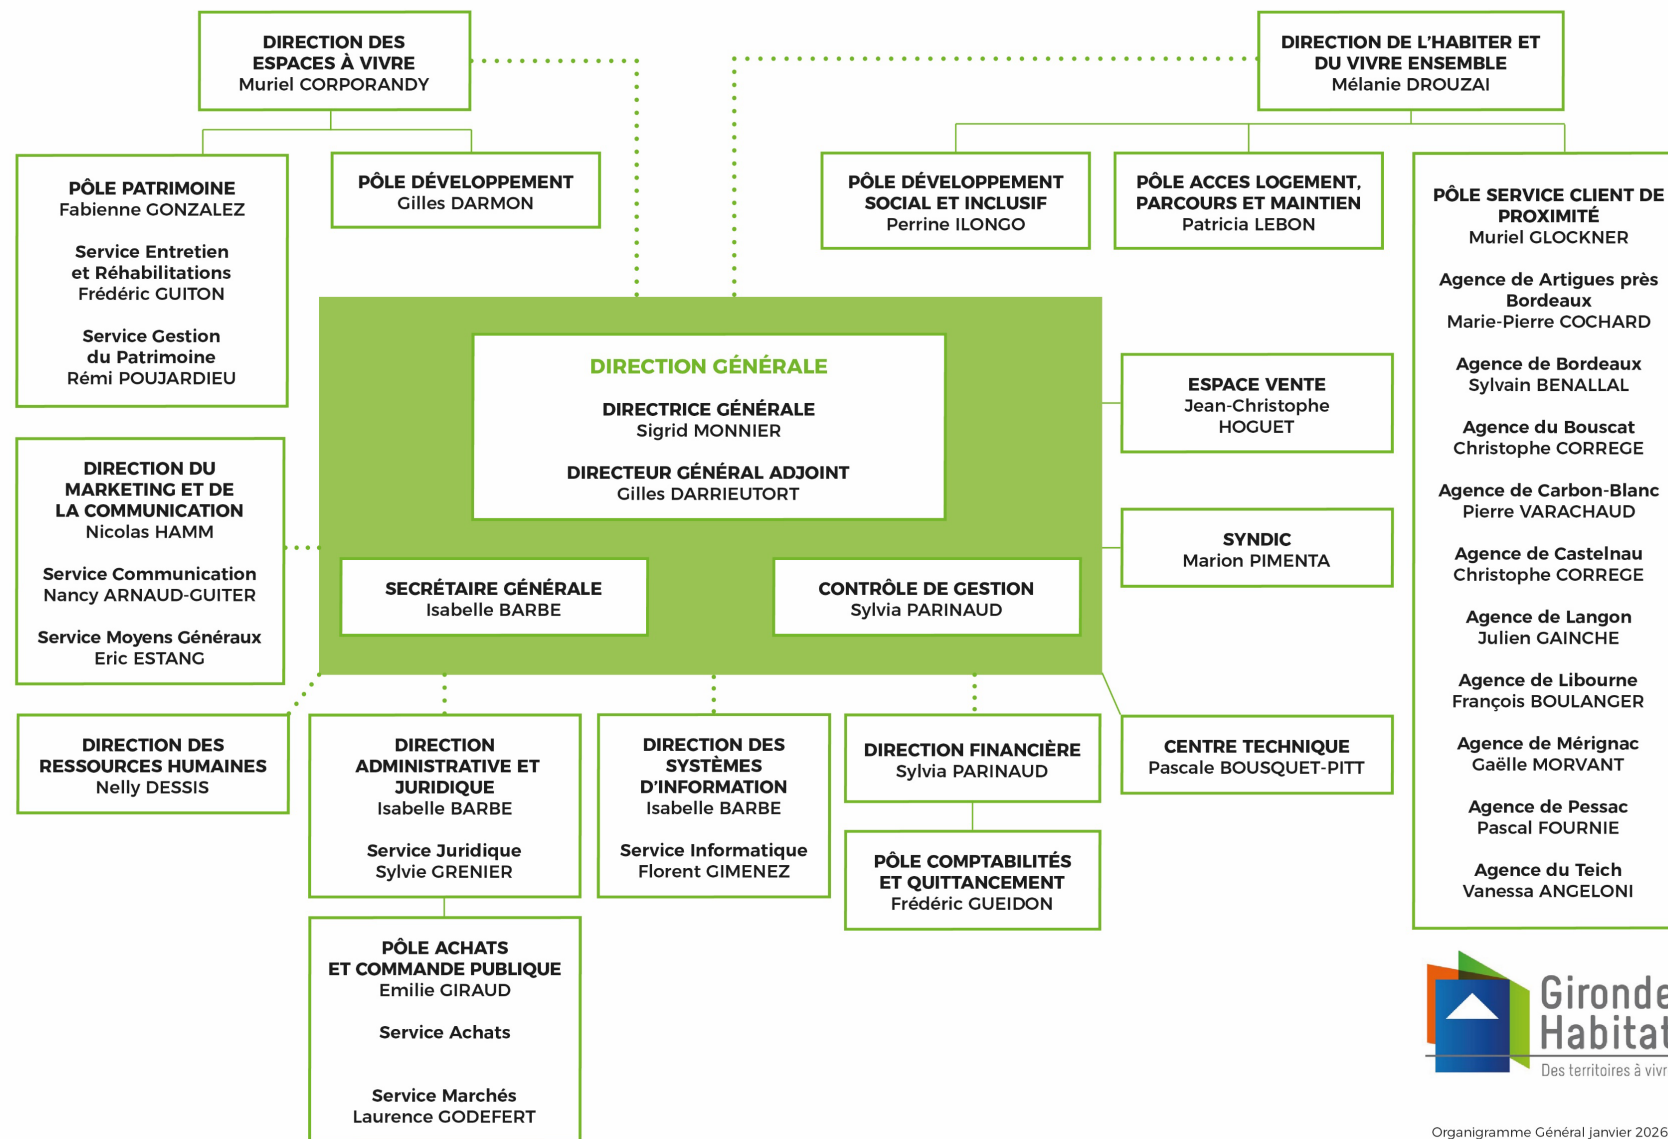 DIRECTION DES
ESPACES À VIVRE
Muriel CORPORANDY
DIRECTION DE L'HABITER ET
DU VIVRE ENSEMBLE
Mélanie DROUZAI
PÔLE PATRIMOINE
Fabienne GONZALEZ
Service Entretien
et Réhabilitations
Frédéric GUITON
Service Gestion
du Patrimoine
Rémi POUJARDIEU
PÔLE DÉVELOPPEMENT
Gilles DARMON
PÔLE DÉVELOPPEMENT
SOCIAL ET INCLUSIF
Perrine ILONGO
PÔLE ACCES LOGEMENT,
PARCOURS ET MAINTIEN
Patricia LEBON
PÔLE SERVICE CLIENT DE
PROXIMITÉ
Muriel GLOCKNER
Agence de Artigues près
Bordeaux
Marie-Pierre COCHARD
Agence de Bordeaux
Sylvain BENALLAL
Agence du Bouscat
Christophe CORREGE
Agence de Carbon-Blanc
Pierre VARACHAUD
Agence de Castelnau
Christophe CORREGE
Agence de Langon
Julien GAINCHE
Agence de Libourne
François BOULANGER
Agence de Mérignac
Gaëlle MORVANT
Agence de Pessac
Pascal FOURNIE
Agence du Teich
Vanessa ANGELONI
DIRECTION GÉNÉRALE
DIRECTRICE GÉNÉRALE
Sigrid MONNIER
DIRECTEUR GÉNÉRAL ADJOINT
Gilles DARRIEUTORT
SECRÉTAIRE GÉNÉRALE
Isabelle BARBE
CONTRÔLE DE GESTION
Sylvia PARINAUD
ESPACE VENTE
Jean-Christophe
HOGUET
SYNDIC
Marion PIMENTA
DIRECTION DU
MARKETING ET DE
LA COMMUNICATION
Nicolas HAMM
Service Communication
Nancy ARNAUD-GUITER
Service Moyens Généraux
Eric ESTANG
DIRECTION DES
RESSOURCES HUMAINES
Nelly DESSIS
DIRECTION
ADMINISTRATIVE ET
JURIDIQUE
Isabelle BARBE
Service Juridique
Sylvie GRENIER
DIRECTION DES
SYSTÈMES
D'INFORMATION
Isabelle BARBE
Service Informatique
Florent GIMENEZ
DIRECTION FINANCIÈRE
Sylvia PARINAUD
CENTRE TECHNIQUE
Pascale BOUSQUET-PITT
PÔLE COMPTABILITÉS
ET QUITTANCEMENT
Frédéric GUEIDON
PÔLE ACHATS
ET COMMANDE PUBLIQUE
Emilie GIRAUD
Service Achats
Service Marchés
Laurence GODEFERT
Gironde
Habitat
Des territoires à vivr
Organigramme Général janvier 2026